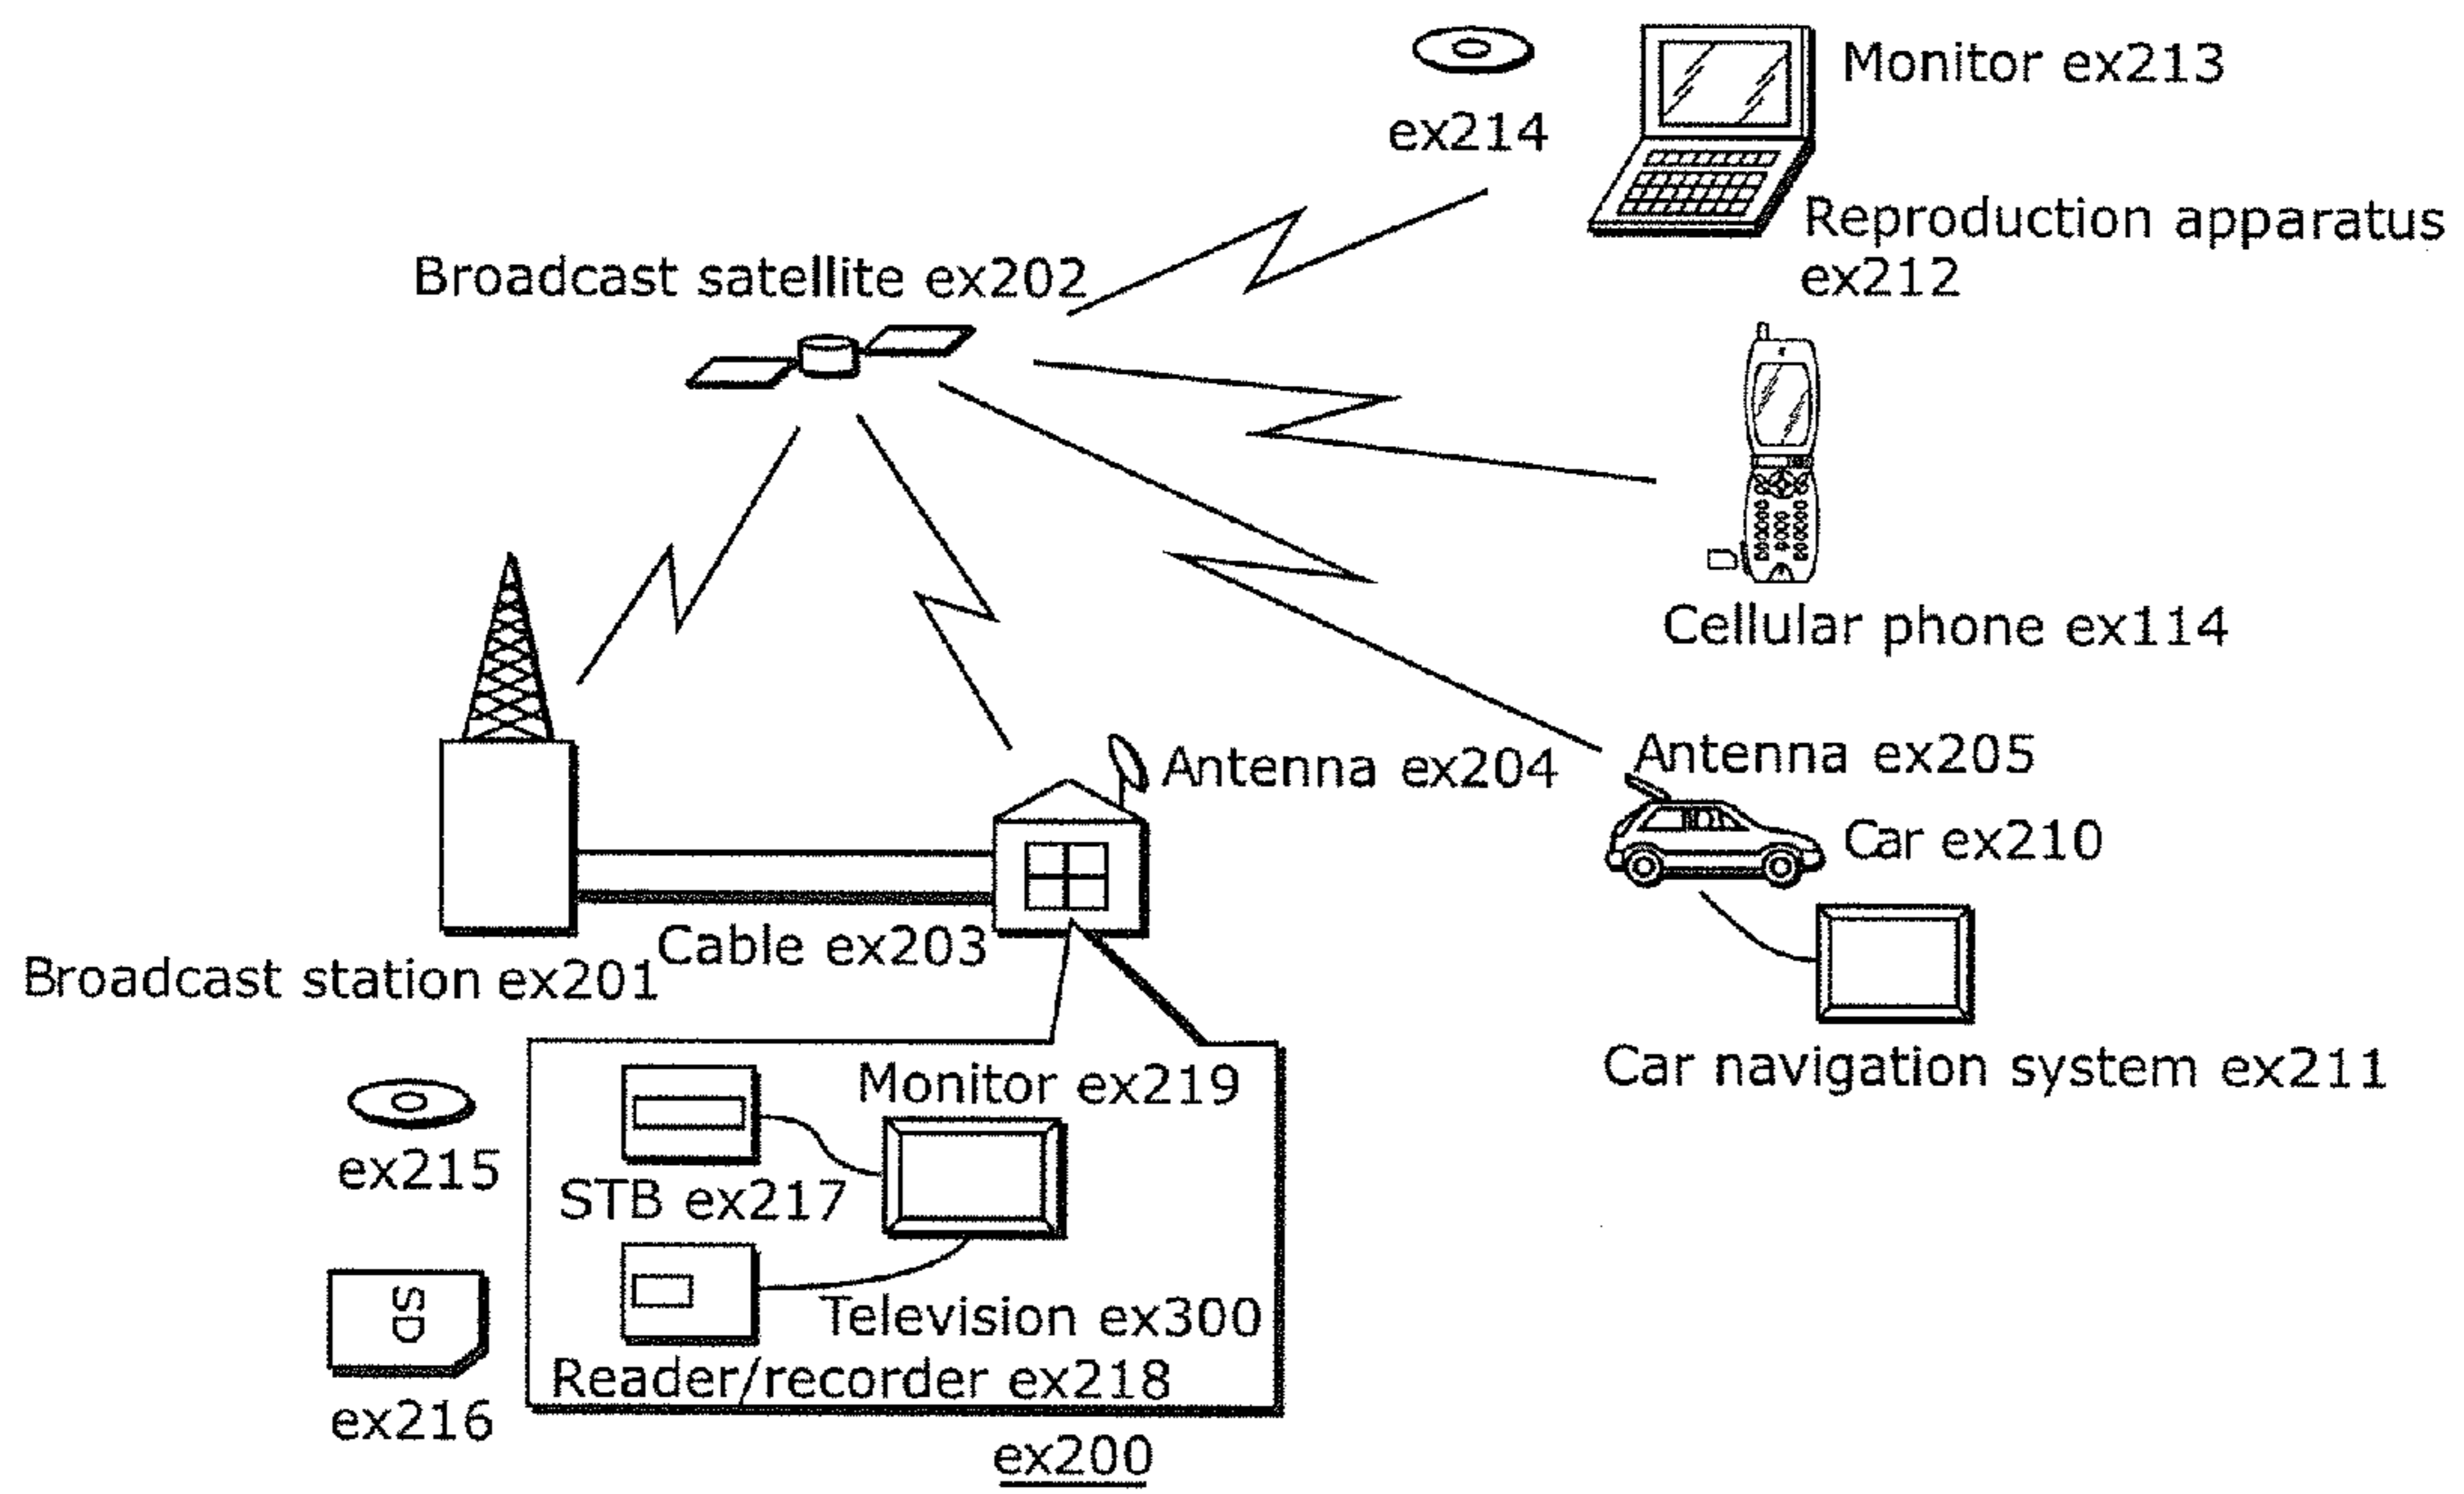 Monitor ex213
ex214
Reproduction apparatus
ex212
Broadcast satellite ex202
Cellular phone ex114
Antenna ex204
Antenna ex205
Car ex210
Cable ex203
Broadcast station ex201
Car navigation system ex211
Monitor ex219
ex215
STB ex217
SD
Television ex300
Reader/recorder ex218
ex216
ex200